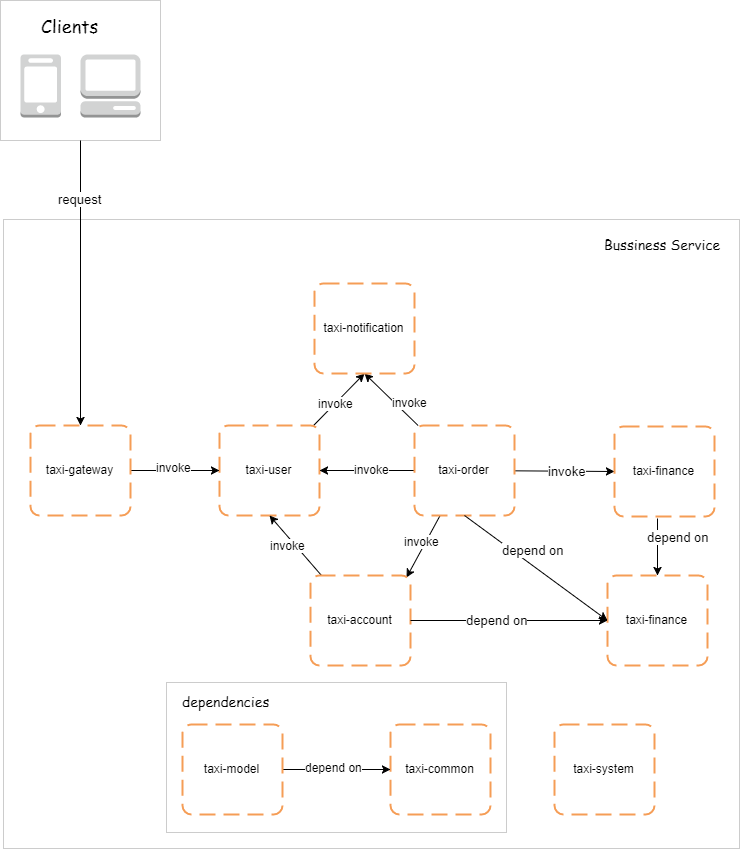 Clients
request
Bussiness Service
taxi-notification
invoke
invoke
taxi-gateway
invoke
taxi-user
invoke
taxi-order
invoke
taxi-finance
invoke
invoke
depend on
depend on
taxi-account
depend on
taxi-finance
dependencies
taxi-model
depend on
taxi-common
taxi-system